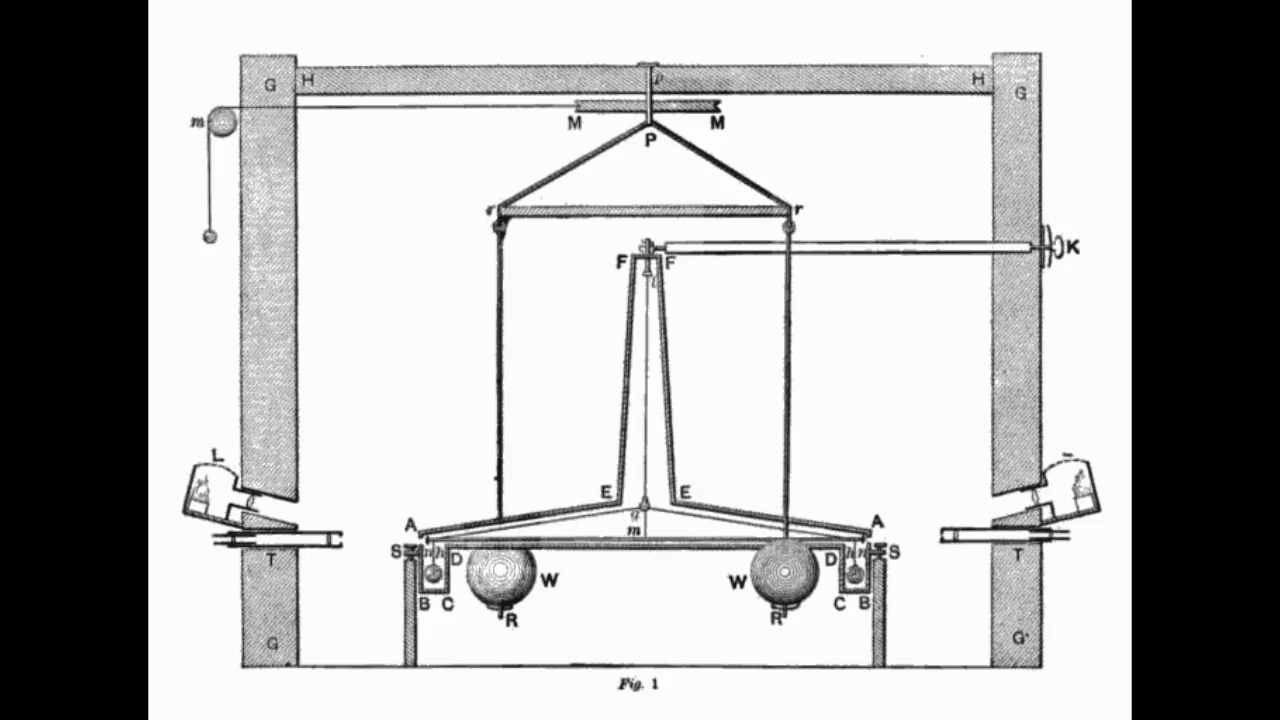 G H p H G
m M M
P
r r
K
F F
l
L
E E
g
A m A
S n h D D h n S
T T
W W
B C C B
R R
G G
Fig. 1